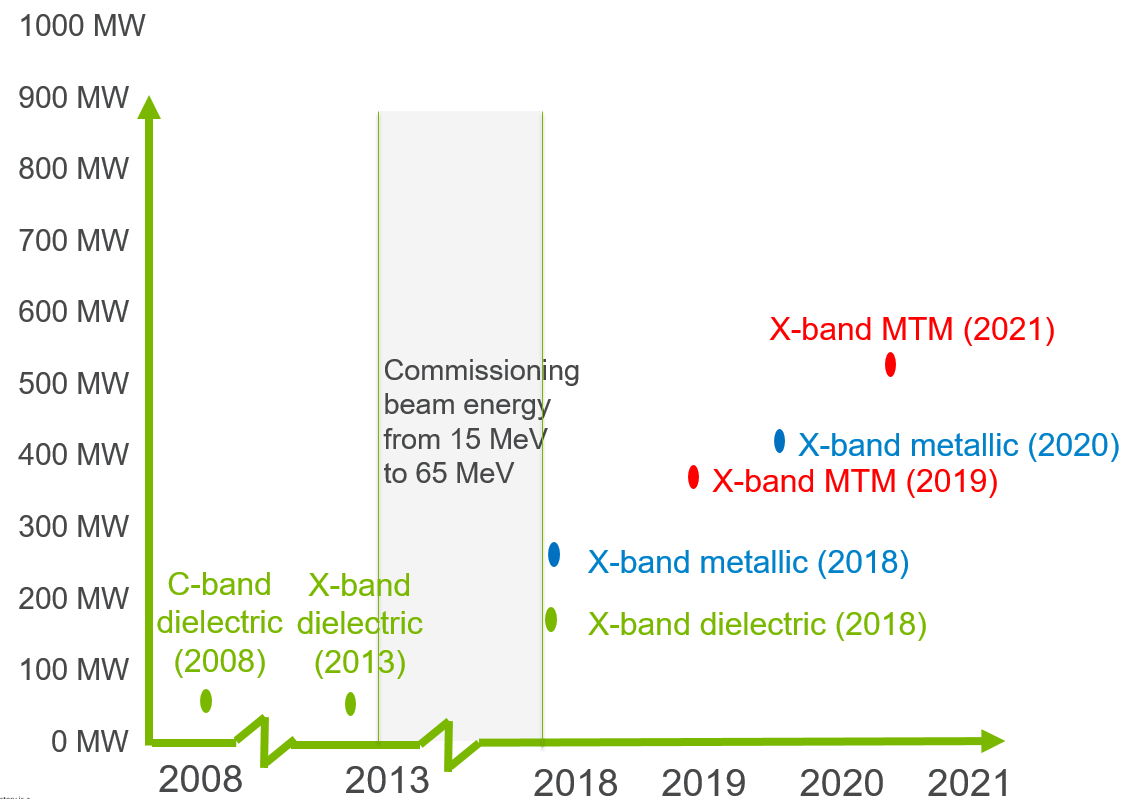 1000 MW
900 MW
800 MW
700 MW
600 MW
500 MW
400 MW
300 MW
200 MW
100 MW
0 MW
C-band
dielectric
(2008)
X-band
dielectric
(2013)
Commissioning
beam energy
from 15 MeV
to 65 MeV
X-band MTM (2021)
X-band metallic (2020)
X-band MTM (2019)
X-band metallic (2018)
X-band dielectric (2018)
2008
2013
2018
2019
2020
2021